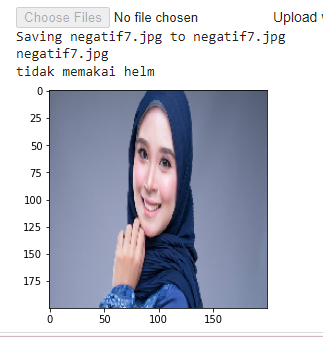 Choose Files No file chosen Upload
Saving negatif7.jpg to negatif7.jpg
negatif7.jpg
tidak memakai helm
0
25
50
75
100
125
150
175
0 50 100 150